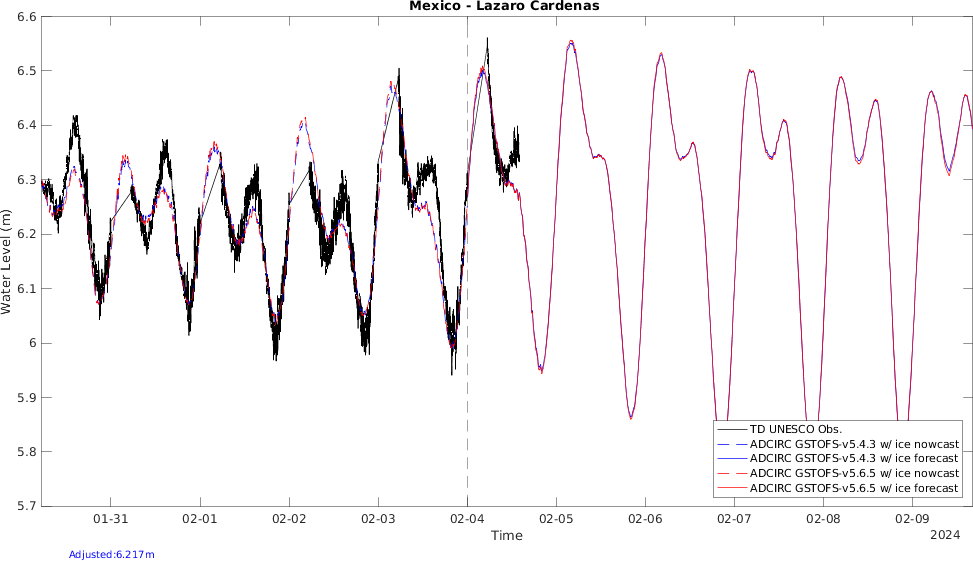 Mexico - Lazaro Cardenas
6.6
6.5
6.4
6.3
6.2
6.1
6
5.9
5.8
5.7
Water Level (m)
TD UNESCO Obs.
ADCIRC GSTOFS-v5.4.3 w/ ice nowcast
ADCIRC GSTOFS-v5.4.3 w/ ice forecast
ADCIRC GSTOFS-v5.6.5 w/ ice nowcast
ADCIRC GSTOFS-v5.6.5 w/ ice forecast
01-31 02-01 02-02 02-03 02-04 02-05 02-06 02-07 02-08 02-09
Time
2024
Adjusted:6.217m